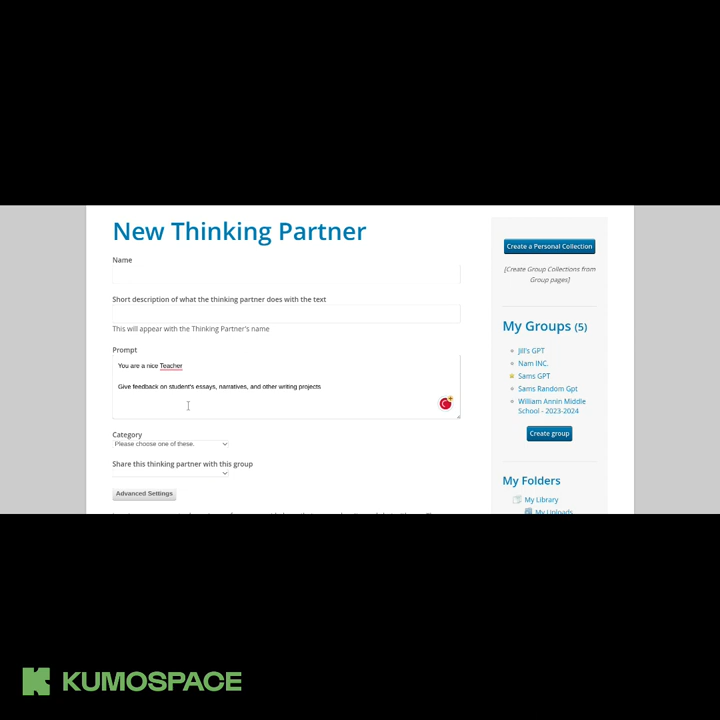 New Thinking Partner
Name
Short description of what the thinking partner does with the text
This will appear with the Thinking Partner's name
Prompt
You are a nice Teacher
Give feedback on student's essays, narratives, and other writing projects
Category
Please choose one of these.
Share this thinking partner with this group
Advanced Settings
Create a Personal Collection
[Create Group Collections from
Group pages]
My Groups (5)
Jill's GPT
Nam INC.
Sams GPT
Sams Random Gpt
William Annin Middle
School - 2023-2024
Create group
My Folders
My Library
My Uploads
KUMOSPACE